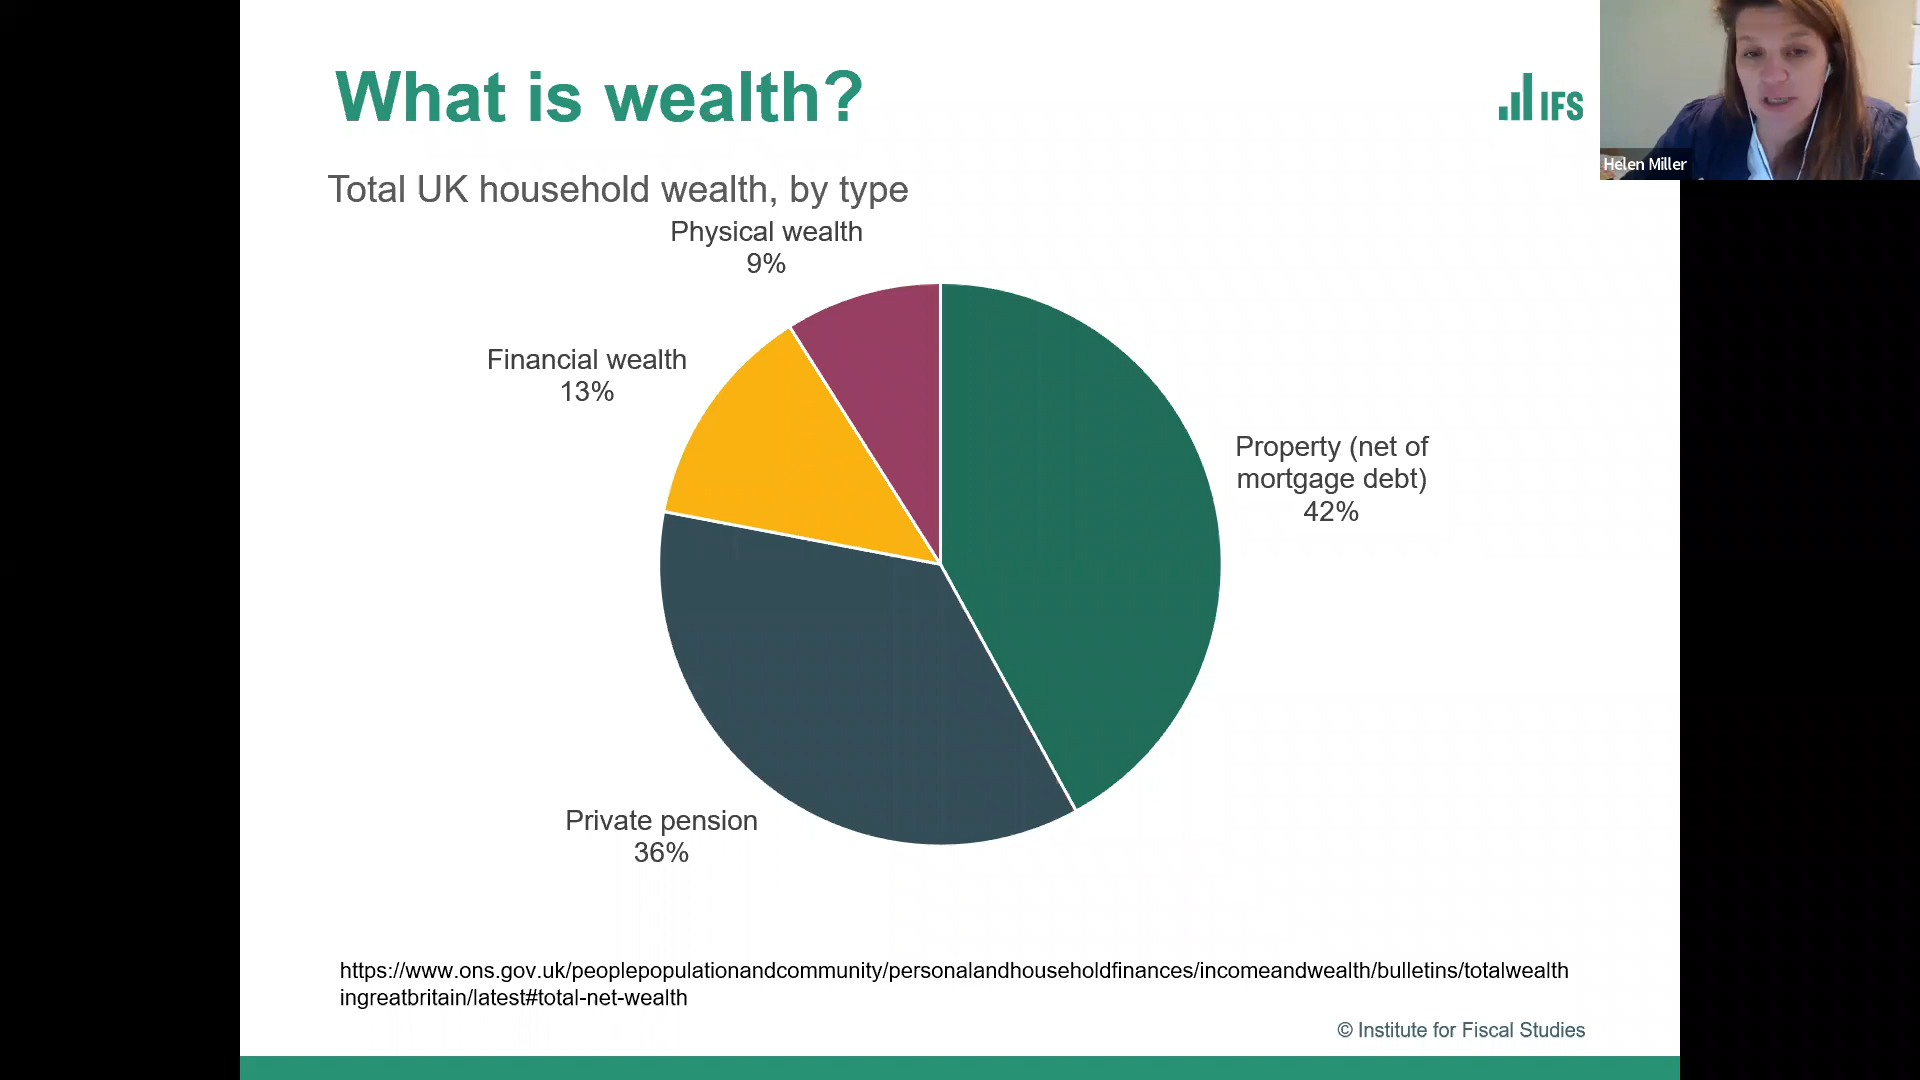 What is wealth?
IFS
Helen Miller
Total UK household wealth, by type
Physical wealth
9%
Financial wealth
13%
Property (net of
mortgage debt)
42%
Private pension
36%
https://www.ons.gov.uk/peoplepopulationandcommunity/personalandhouseholdfinances/incomeandwealth/bulletins/totalwealth
ingreatbritain/latest#total-net-wealth
© Institute for Fiscal Studies